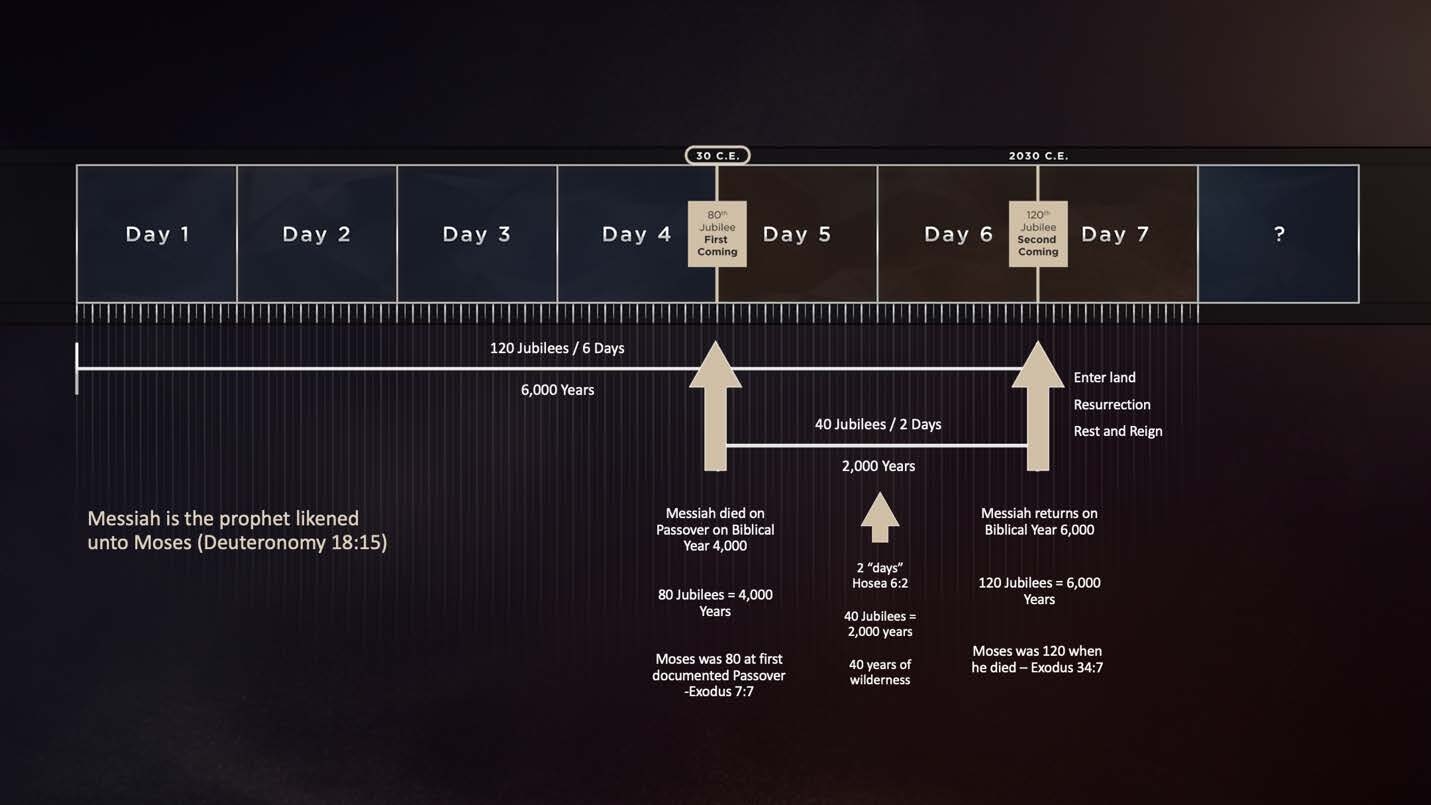 30 C.E.
2030 C.E.
Day 1
Day 2
Day 3
Day 4
80th
Jubilee
First
Coming
Day 5
Day 6
120th
Jubilee
Second
Coming
Day 7
?
120 Jubilees / 6 Days
6,000 Years
40 Jubilees / 2 Days
2,000 Years
Enter land
Resurrection
Rest and Reign
Messiah is the prophet likened
unto Moses (Deuteronomy 18:15)
Messiah died on
Passover on Biblical
Year 4,000
80 Jubilees = 4,000
Years
Moses was 80 at first
documented Passover
-Exodus 7:7
2 “days”
Hosea 6:2
40 Jubilees =
2,000 years
40 years of
wilderness
Messiah returns on
Biblical Year 6,000
120 Jubilees = 6,000
Years
Moses was 120 when
he died – Exodus 34:7